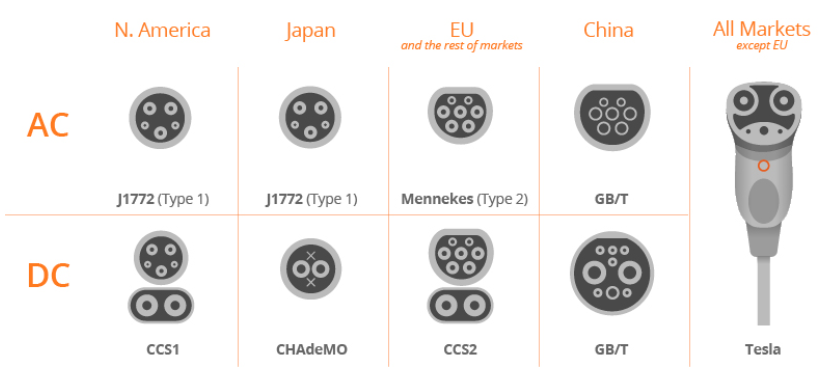 N. America
Japan
EU
and the rest of markets
China
All Markets
except EU
AC
J1772 (Type 1)
J1772 (Type 1)
Mennekes (Type 2)
GB/T
DC
CCS1
CHAdeMO
CCS2
GB/T
Tesla